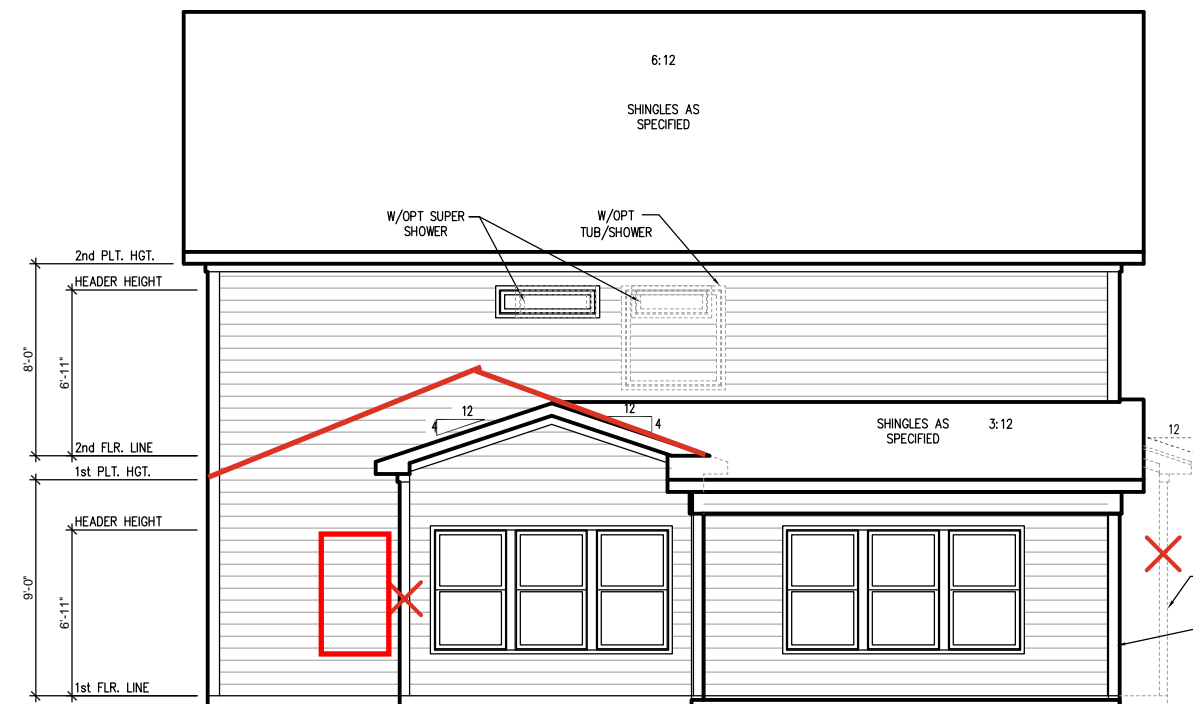 6:12
SHINGLES AS
SPECIFIED
W/OPT SUPER
SHOWER
W/OPT
TUB/SHOWER
2nd PLT. HGT.
HEADER HEIGHT
8'-0"
6'-11"
12
4
12
4
SHINGLES AS
SPECIFIED
3:12
12
2nd FLR. LINE
1st PLT. HGT.
HEADER HEIGHT
9'-0"
6'-11"
1st FLR. LINE